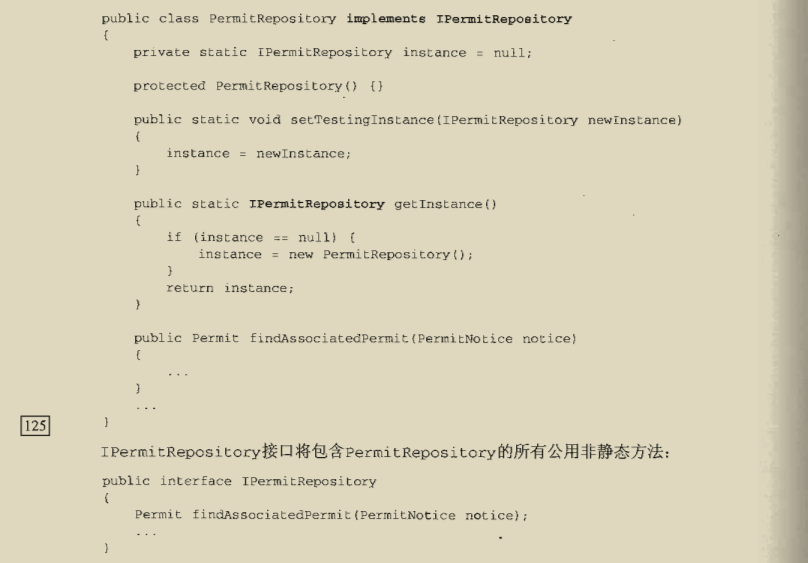 public class PermitRepository implements IPermitRepository
{
    private static IPermitRepository instance = null;

    protected PermitRepository() {}

    public static void setTestingInstance(IPermitRepository newInstance)
    {
        instance = newInstance;
    }

    public static IPermitRepository getInstance()
    {
        if (instance == null) {
            instance = new PermitRepository();
        }
        return instance;
    }

    public Permit findAssociatedPermit(PermitNotice notice)
    {
        ...
    }
    ...
}
125
IPermitRepository接口将包含PermitRepository的所有公用非静态方法：
public interface IPermitRepository
{
    Permit findAssociatedPermit(PermitNotice notice);
    ...
}